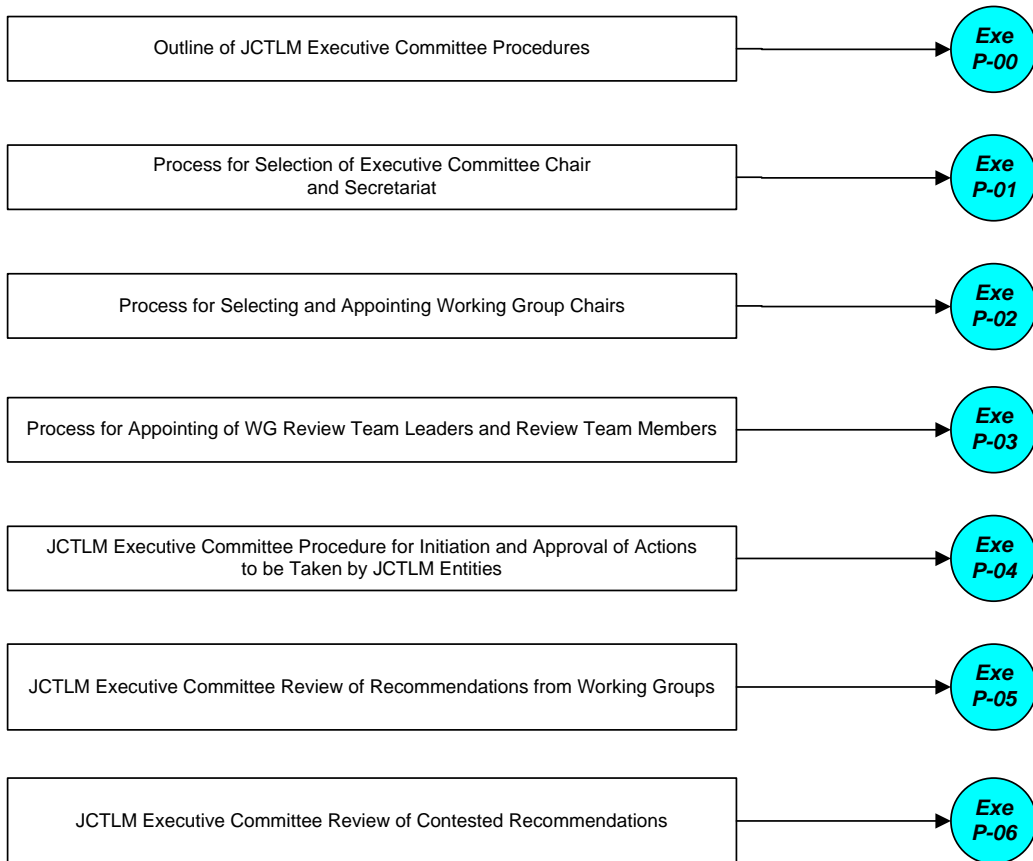 Outline of JCTLM Executive Committee Procedures
Exe
P-00
Process for Selection of Executive Committee Chair
and Secretariat
Exe
P-01
Process for Selecting and Appointing Working Group Chairs
Exe
P-02
Process for Appointing of WG Review Team Leaders and Review Team Members
Exe
P-03
JCTLM Executive Committee Procedure for Initiation and Approval of Actions
to be Taken by JCTLM Entities
Exe
P-04
JCTLM Executive Committee Review of Recommendations from Working Groups
Exe
P-05
JCTLM Executive Committee Review of Contested Recommendations
Exe
P-06